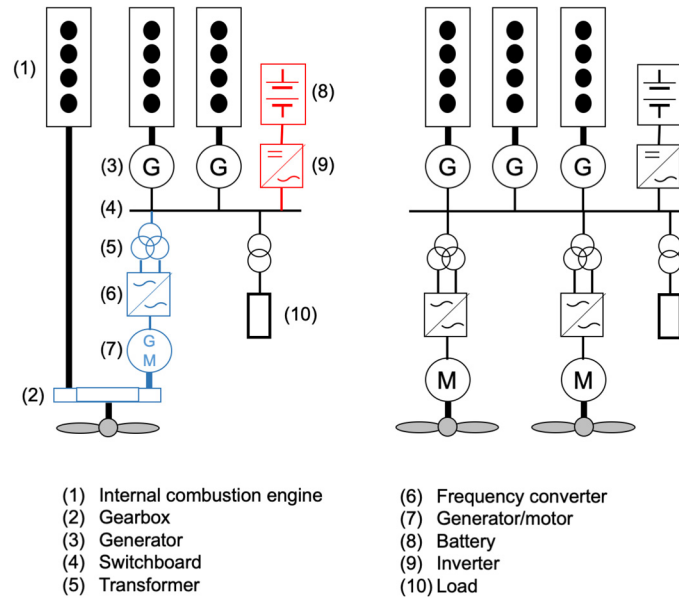 (1)
(8)
(3)
G
G
(9)
G
G
G
(4)
(5)
(6)
(10)
(7)
G
M
M
M
(2)
(1) Internal combustion engine
(2) Gearbox
(3) Generator
(4) Switchboard
(5) Transformer
(6) Frequency converter
(7) Generator/motor
(8) Battery
(9) Inverter
(10) Load